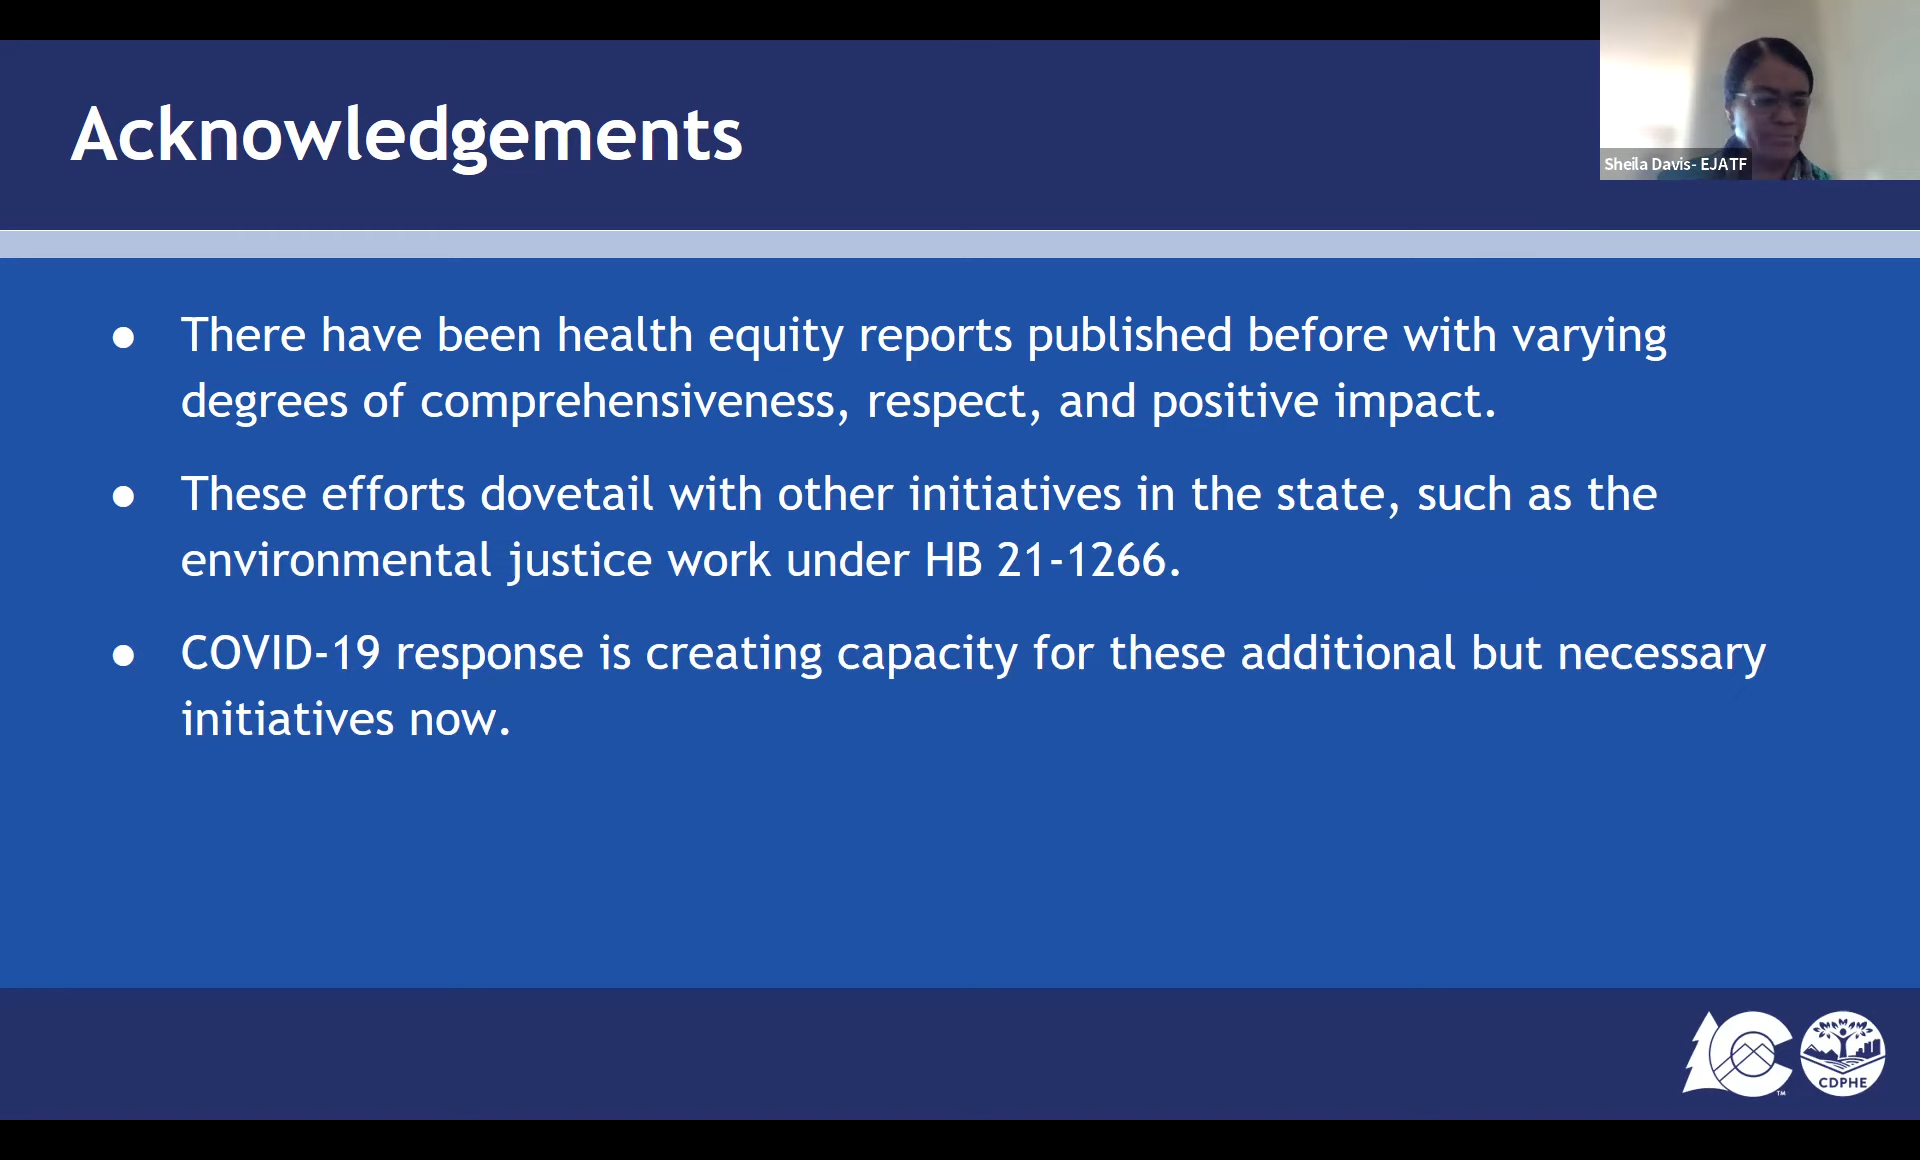 Acknowledgements
Sheila Davis- EJATF
● There have been health equity reports published before with varying
degrees of comprehensiveness, respect, and positive impact.
● These efforts dovetail with other initiatives in the state, such as the
environmental justice work under HB 21-1266.
● COVID-19 response is creating capacity for these additional but necessary
initiatives now.
TM
CDPHE